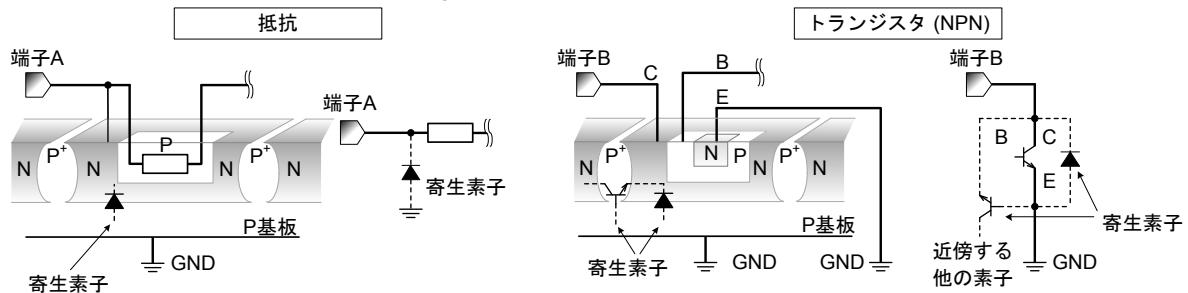 抵抗
端子A
P
N
P+
N
N
P+
N
P基板
寄生素子
GND
端子A
寄生素子
トランジスタ (NPN)
端子B
C
B
E
N
P+
N
N
P
N
P+
N
P基板
寄生素子
GND
GND
端子B
B
C
E
寄生素子
近傍する
他の素子
GND